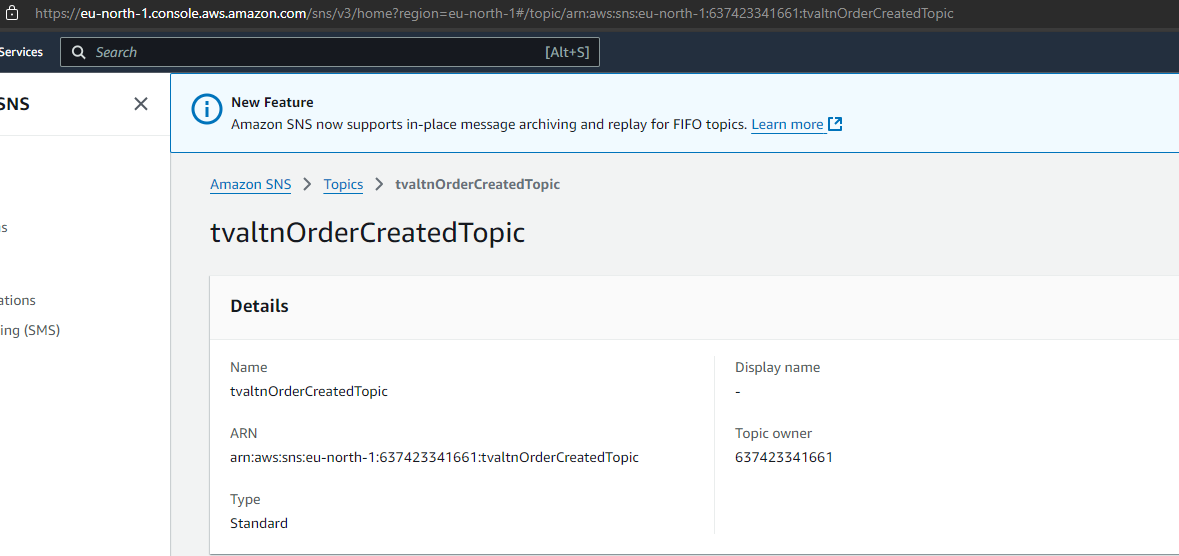 https://eu-north-1.console.aws.amazon.com/sns/v3/home?region=eu-north-1#/topic/arn:aws:sns:eu-north-1:637423341661:tvaltnOrderCreatedTopic
Services Search [Alt+S]
SNS
New Feature
Amazon SNS now supports in-place message archiving and replay for FIFO topics. Learn more
Amazon SNS > Topics > tvaltnOrderCreatedTopic
s
tvaltnOrderCreatedTopic
ations
Details
ing (SMS)
Name
Display name
tvaltnOrderCreatedTopic
-
ARN
Topic owner
arn:aws:sns:eu-north-1:637423341661:tvaltnOrderCreatedTopic
637423341661
Type
Standard